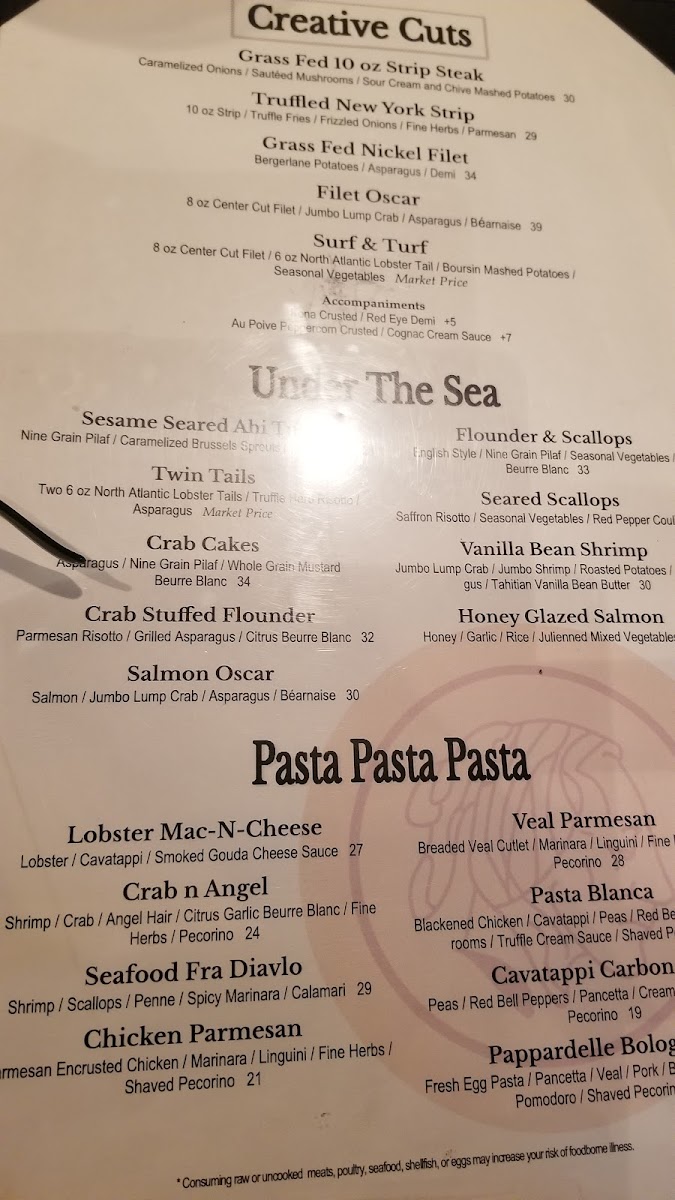 Creative Cuts
Grass Fed 10 oz Strip Steak
Caramelized Onions / Sautéed Mushrooms / Sour Cream and Chive Mashed Potatoes 30
Truffled New York Strip
10 oz Strip / Truffle Fries / Frizzled Onions / Fine Herbs / Parmesan 29
Grass Fed Nickel Filet
Bergerlane Potatoes / Asparagus / Demi 34
Filet Oscar
8 oz Center Cut Filet / Jumbo Lump Crab / Asparagus / Béarnaise 39
Surf & Turf
8 oz Center Cut Filet / 6 oz North Atlantic Lobster Tail / Boursin Mashed Potatoes /
Seasonal Vegetables Market Price
Accompaniments
Crusted / Red Eye Demi +5
Au Poive Crusted / Cognac Cream Sauce +7
Under The Sea
Sesame Seared Ahi
Nine Grain Pilaf / Caramelized Brussels Sprouts
Twin Tails
Two 6 oz North Atlantic Lobster Tails / Truffle Risotto /
Asparagus Market Price
Crab Cakes
Asparagus / Nine Grain Pilaf / Whole Grain Mustard
Beurre Blanc 34
Crab Stuffed Flounder
Parmesan Risotto / Grilled Asparagus / Citrus Beurre Blanc 32
Salmon Oscar
Salmon / Jumbo Lump Crab / Asparagus / Béarnaise 30
Flounder & Scallops
English Style / Nine Grain Pilaf / Seasonal Vegetables /
Beurre Blanc 33
Seared Scallops
Saffron Risotto / Seasonal Vegetables / Red Pepper Coul
Vanilla Bean Shrimp
Jumbo Lump Crab / Jumbo Shrimp / Roasted Potatoes /
gus / Tahitian Vanilla Bean Butter 30
Honey Glazed Salmon
Honey / Garlic / Rice / Julienned Mixed Vegetables
Pasta Pasta Pasta
Lobster Mac-N-Cheese
Lobster / Cavatappi / Smoked Gouda Cheese Sauce 27
Crab n Angel
Shrimp / Crab / Angel Hair / Citrus Garlic Beurre Blanc / Fine
Herbs / Pecorino 24
Seafood Fra Diavlo
Shrimp / Scallops / Penne / Spicy Marinara / Calamari 29
Chicken Parmesan
rmesan Encrusted Chicken / Marinara / Linguini / Fine Herbs /
Shaved Pecorino 21
Veal Parmesan
Breaded Veal Cutlet / Marinara / Linguini / Fine
Pecorino 28
Pasta Blanca
Blackened Chicken / Cavatappi / Peas / Red Be
rooms / Truffle Cream Sauce / Shaved P
Cavatappi Carbon
Peas / Red Bell Peppers / Pancetta / Cream
Pecorino 19
Pappardelle Bolog
Fresh Egg Pasta / Pancetta / Veal / Pork / B
Pomodoro / Shaved Pecorin
* Consuming raw or uncooked meats, poultry, seafood, shellfish, or eggs may increase your risk of foodborne illness.